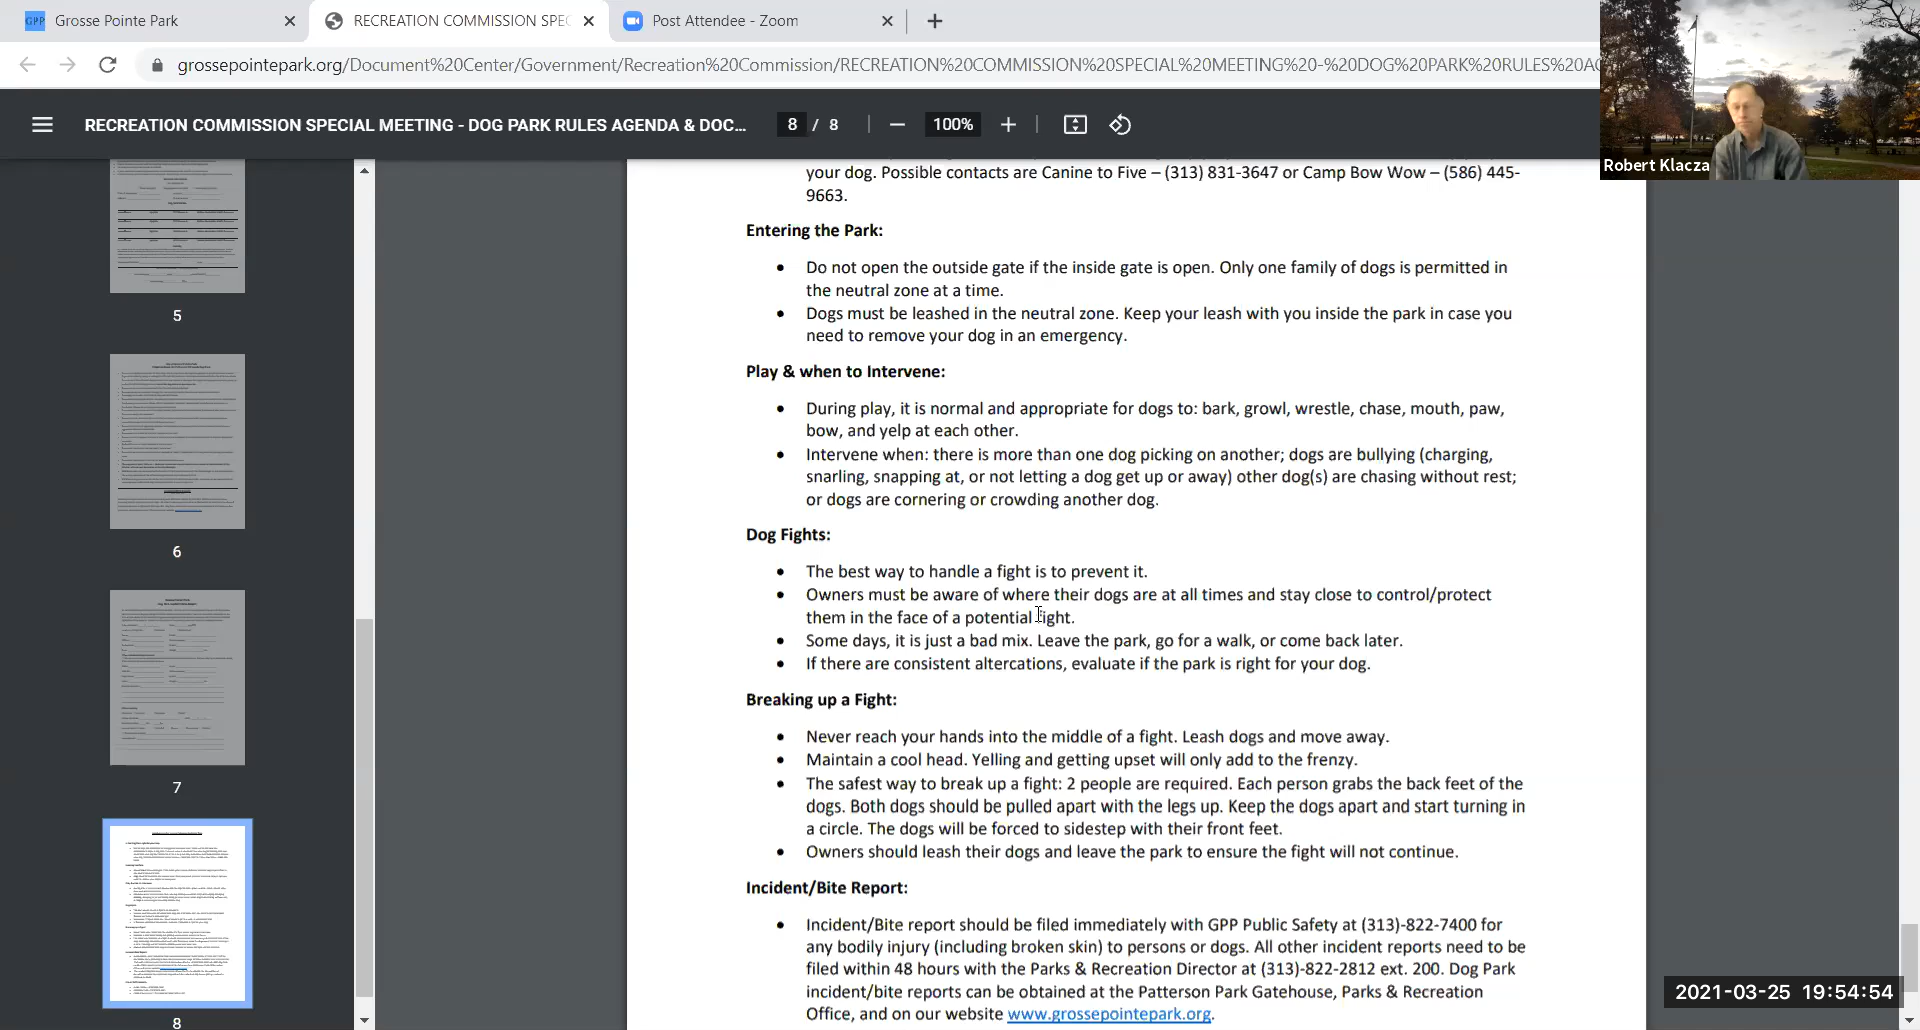 GPP Grosse Pointe Park
RECREATION COMMISSION SPEC
Post Attendee - Zoom
grossepointepark.org/Document%20Center/Government/Recreation%20Commission/RECREATION%20COMMISSION%20SPECIAL%20MEETING%20-%20DOG%20PARK%20RULES%20A
RECREATION COMMISSION SPECIAL MEETING - DOG PARK RULES AGENDA & DOC...
8 / 8
100%
Robert Klacza
5
6
7
8
your dog. Possible contacts are Canine to Five – (313) 831-3647 or Camp Bow Wow – (586) 445-
9663.
Entering the Park:
• Do not open the outside gate if the inside gate is open. Only one family of dogs is permitted in
the neutral zone at a time.
• Dogs must be leashed in the neutral zone. Keep your leash with you inside the park in case you
need to remove your dog in an emergency.
Play & when to Intervene:
• During play, it is normal and appropriate for dogs to: bark, growl, wrestle, chase, mouth, paw,
bow, and yelp at each other.
• Intervene when: there is more than one dog picking on another; dogs are bullying (charging,
snarling, snapping at, or not letting a dog get up or away) other dog(s) are chasing without rest;
or dogs are cornering or crowding another dog.
Dog Fights:
• The best way to handle a fight is to prevent it.
• Owners must be aware of where their dogs are at all times and stay close to control/protect
them in the face of a potential fight.
• Some days, it is just a bad mix. Leave the park, go for a walk, or come back later.
• If there are consistent altercations, evaluate if the park is right for your dog.
Breaking up a Fight:
• Never reach your hands into the middle of a fight. Leash dogs and move away.
• Maintain a cool head. Yelling and getting upset will only add to the frenzy.
• The safest way to break up a fight: 2 people are required. Each person grabs the back feet of the
dogs. Both dogs should be pulled apart with the legs up. Keep the dogs apart and start turning in
a circle. The dogs will be forced to sidestep with their front feet.
• Owners should leash their dogs and leave the park to ensure the fight will not continue.
Incident/Bite Report:
• Incident/Bite report should be filed immediately with GPP Public Safety at (313)-822-7400 for
any bodily injury (including broken skin) to persons or dogs. All other incident reports need to be
filed within 48 hours with the Parks & Recreation Director at (313)-822-2812 ext. 200. Dog Park
incident/bite reports can be obtained at the Patterson Park Gatehouse, Parks & Recreation
Office, and on our website www.grossepointepark.org.
2021-03-25 19:54:54